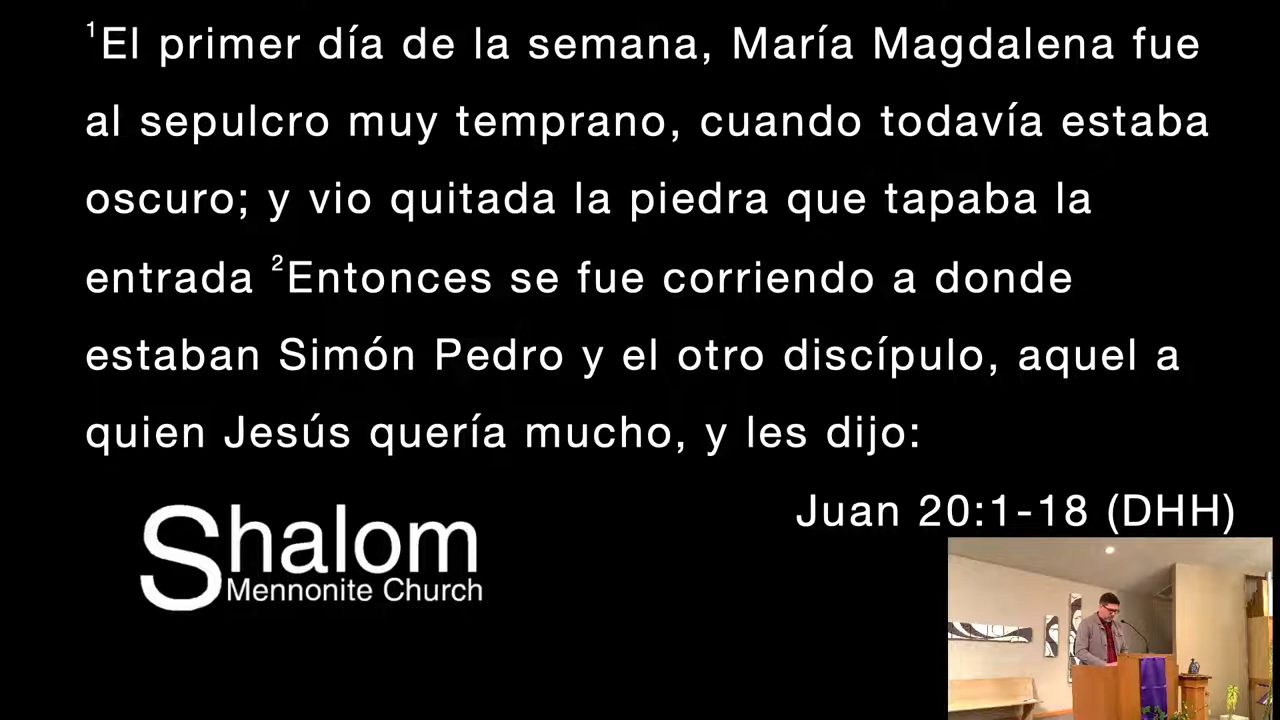 ¹El primer día de la semana, María Magdalena fue
al sepulcro muy temprano, cuando todavía estaba
oscuro; y vio quitada la piedra que tapaba la
entrada ²Entonces se fue corriendo a donde
estaban Simón Pedro y el otro discípulo, aquel a
quien Jesús quería mucho, y les dijo:
Juan 20:1-18 (DHH)
Shalom
Mennonite Church